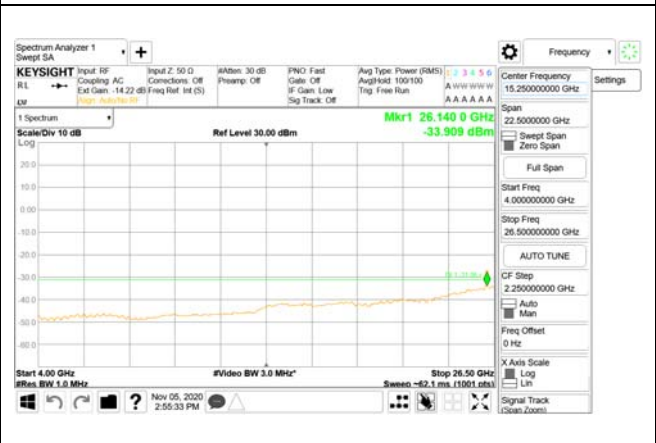 Spectrum Analyzer 1
Swept SA
Frequency
Settings
KEYSIGHT
RL
Input: RF
Coupling: AC
Ext Gain: -14.22 dB
Align: Auto/No RF
Input Z: 50 Ω
Corrections: Off
Freq Ref: Int (S)
#Atten: 30 dB
Preamp: Off
PNO: Fast
Gate: Off
IF Gain: Low
Sig Track: Off
Avg Type: Power (RMS)
Avg|Hold: 100/100
Trig: Free Run
1 2 3 4 5 6
A W W W W W
A A A A A A
1 Spectrum
Scale/Div 10 dB
Ref Level 30.00 dBm
Mkr1 26.140 0 GHz
-33.909 dBm
Log
20.0
10.0
0.00
-10.0
-20.0
-30.0
-40.0
-50.0
-60.0
Start 4.00 GHz
#Video BW 3.0 MHz*
Stop 26.50 GHz
#Res BW 1.0 MHz
Sweep ~62.1 ms (1001 pts)
Nov 05, 2020
2:55:33 PM
Center Frequency
15.250000000 GHz
Span
22.5000000 GHz
Swept Span
Zero Span
Full Span
Start Freq
4.000000000 GHz
Stop Freq
26.500000000 GHz
AUTO TUNE
CF Step
2.250000000 GHz
Auto
Man
Freq Offset
0 Hz
X Axis Scale
Log
Lin
Signal Track
(Span Zoom)